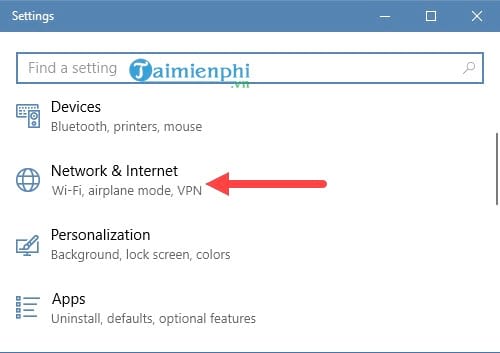 Settings
Find a setting
Taimienphi
.vn
Devices
Bluetooth, printers, mouse
Network & Internet
Wi-Fi, airplane mode, VPN
Personalization
Background, lock screen, colors
Apps
Uninstall, defaults, optional features